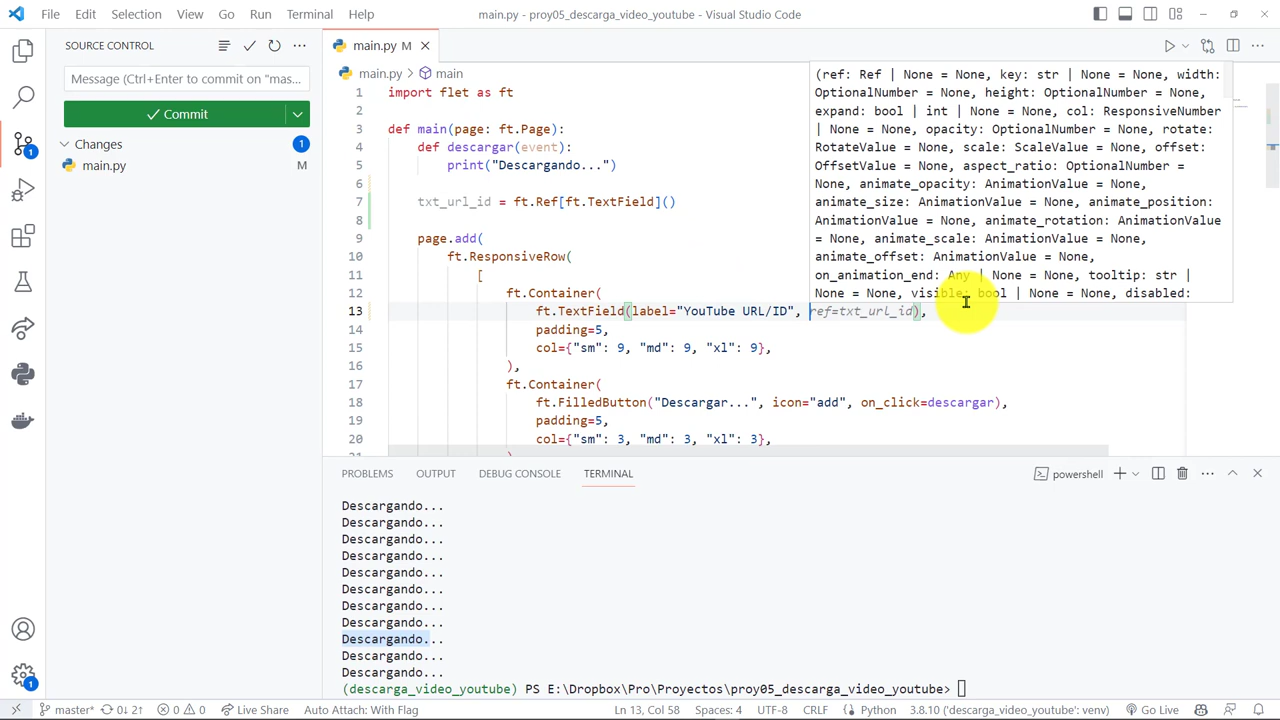 File Edit Selection View Go Run Terminal Help
main.py - proy05_descarga_video_youtube - Visual Studio Code
SOURCE CONTROL
Message (Ctrl+Enter to commit on "mas...
Commit
Changes 1
main.py M
1
1
main.py M
main.py > main
1 import flet as ft
2
3 def main(page: ft.Page):
4 def descargar(event):
5 print("Descargando...")
6
7 txt_url_id = ft.Ref[ft.TextField]()
8
9 page.add(
10 ft.ResponsiveRow(
11 [
12 ft.Container(
13 ft.TextField(label="YouTube URL/ID", ref=txt_url_id),
14 padding=5,
15 col={"sm": 9, "md": 9, "xl": 9},
16 ),
17 ft.Container(
18 ft.FilledButton("Descargar...", icon="add", on_click=descargar),
19 padding=5,
20 col={"sm": 3, "md": 3, "xl": 3},
(ref: Ref | None = None, key: str | None = None, width:
OptionalNumber = None, height: OptionalNumber = None,
expand: bool | int | None = None, col: ResponsiveNumber
| None = None, opacity: OptionalNumber = None, rotate:
RotateValue = None, scale: ScaleValue = None, offset:
OffsetValue = None, aspect_ratio: OptionalNumber =
None, animate_opacity: AnimationValue = None,
animate_size: AnimationValue = None, animate_position:
AnimationValue = None, animate_rotation: AnimationValue
= None, animate_scale: AnimationValue = None,
animate_offset: AnimationValue = None,
on_animation_end: Any | None = None, tooltip: str |
None = None, visible: bool | None = None, disabled:
PROBLEMS OUTPUT DEBUG CONSOLE TERMINAL
powershell
Descargando...
Descargando...
Descargando...
Descargando...
Descargando...
Descargando...
Descargando...
Descargando...
Descargando...
Descargando...
Descargando...
(descarga_video_youtube) PS E:\Dropbox\Pro\Proyectos\proy05_descarga_video_youtube>
master* 0↓ 2↑ 0 0 Live Share Auto Attach: With Flag
Ln 13, Col 58 Spaces: 4 UTF-8 CRLF Python 3.8.10 ('descarga_video_youtube': venv) Go Live